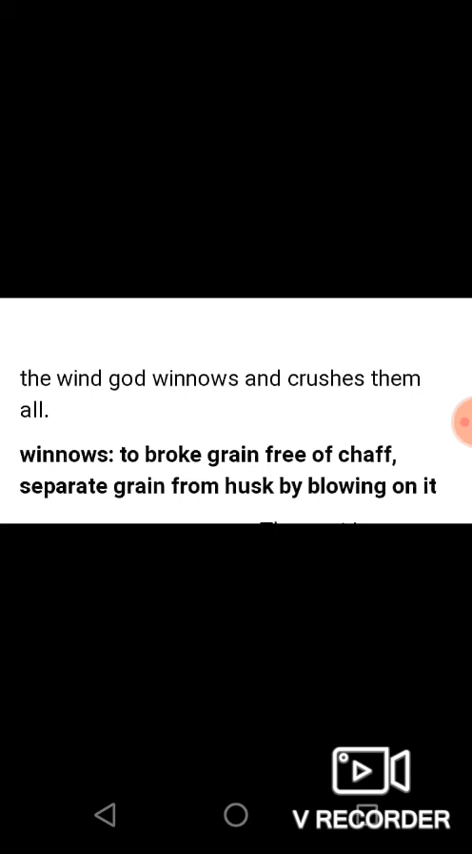 the wind god winnows and crushes them
all.
winnows: to broke grain free of chaff,
separate grain from husk by blowing on it
V RECORDER